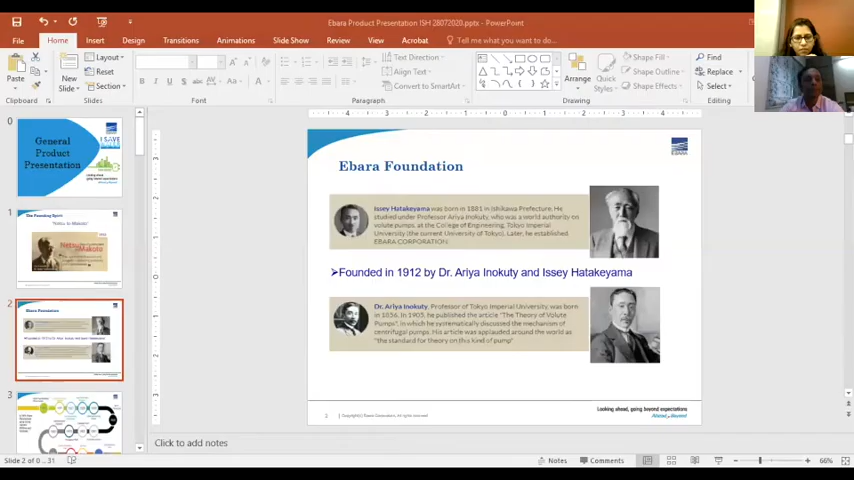 Ebara Product Presentation ISH 28072020.pptx - PowerPoint
File Home Insert Design Transitions Animations Slide Show Review View Acrobat Tell me what you want to do...
Paste
New
Slide
Layout
Reset
Section
Text Direction
Align Text
Convert to SmartArt
Arrange
Quick
Styles
Shape Fill
Shape Outline
Shape Effects
Find
Replace
Select
Clipboard Slides Font Paragraph Drawing Editing
0
General
Product
Presentation
1
The Founding Spirit
2
Ebara Foundation
3
Ebara Foundation
EBARA
Issey Hatakeyama was born in 1881 in Ishikawa Prefecture. He
studied under Professor Ariya Inokuty, who was a world authority on
volute pumps, at the College of Engineering, Tokyo Imperial
University (the current University of Tokyo). Later, he established
EBARA CORPORATION.
➢Founded in 1912 by Dr. Ariya Inokuty and Issey Hatakeyama
Dr. Ariya Inokuty, Professor of Tokyo Imperial University, was born
in 1856. In 1905, he published the article "The Theory of Volute
Pumps", in which he systematically discussed the mechanism of
centrifugal pumps. His article was applauded around the world as
"the standard for theory on this kind of pump"
2
Looking ahead, going beyond expectations
Ahead Beyond
Click to add notes
Slide 2 of 0 .. 31
Notes
Comments
66%